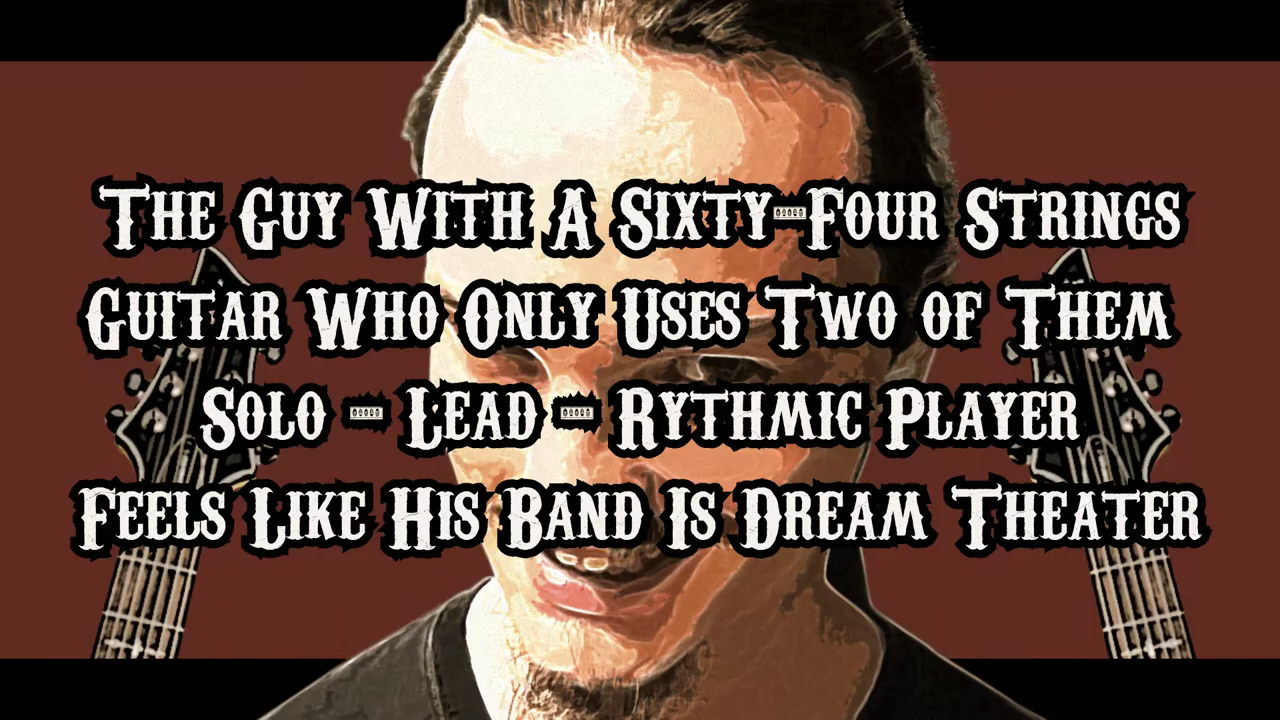 The Guy With A Sixty-Four Strings
Guitar Who Only Uses Two of Them
Solo - Lead - Rythmic Player
Feels Like His Band Is Dream Theater